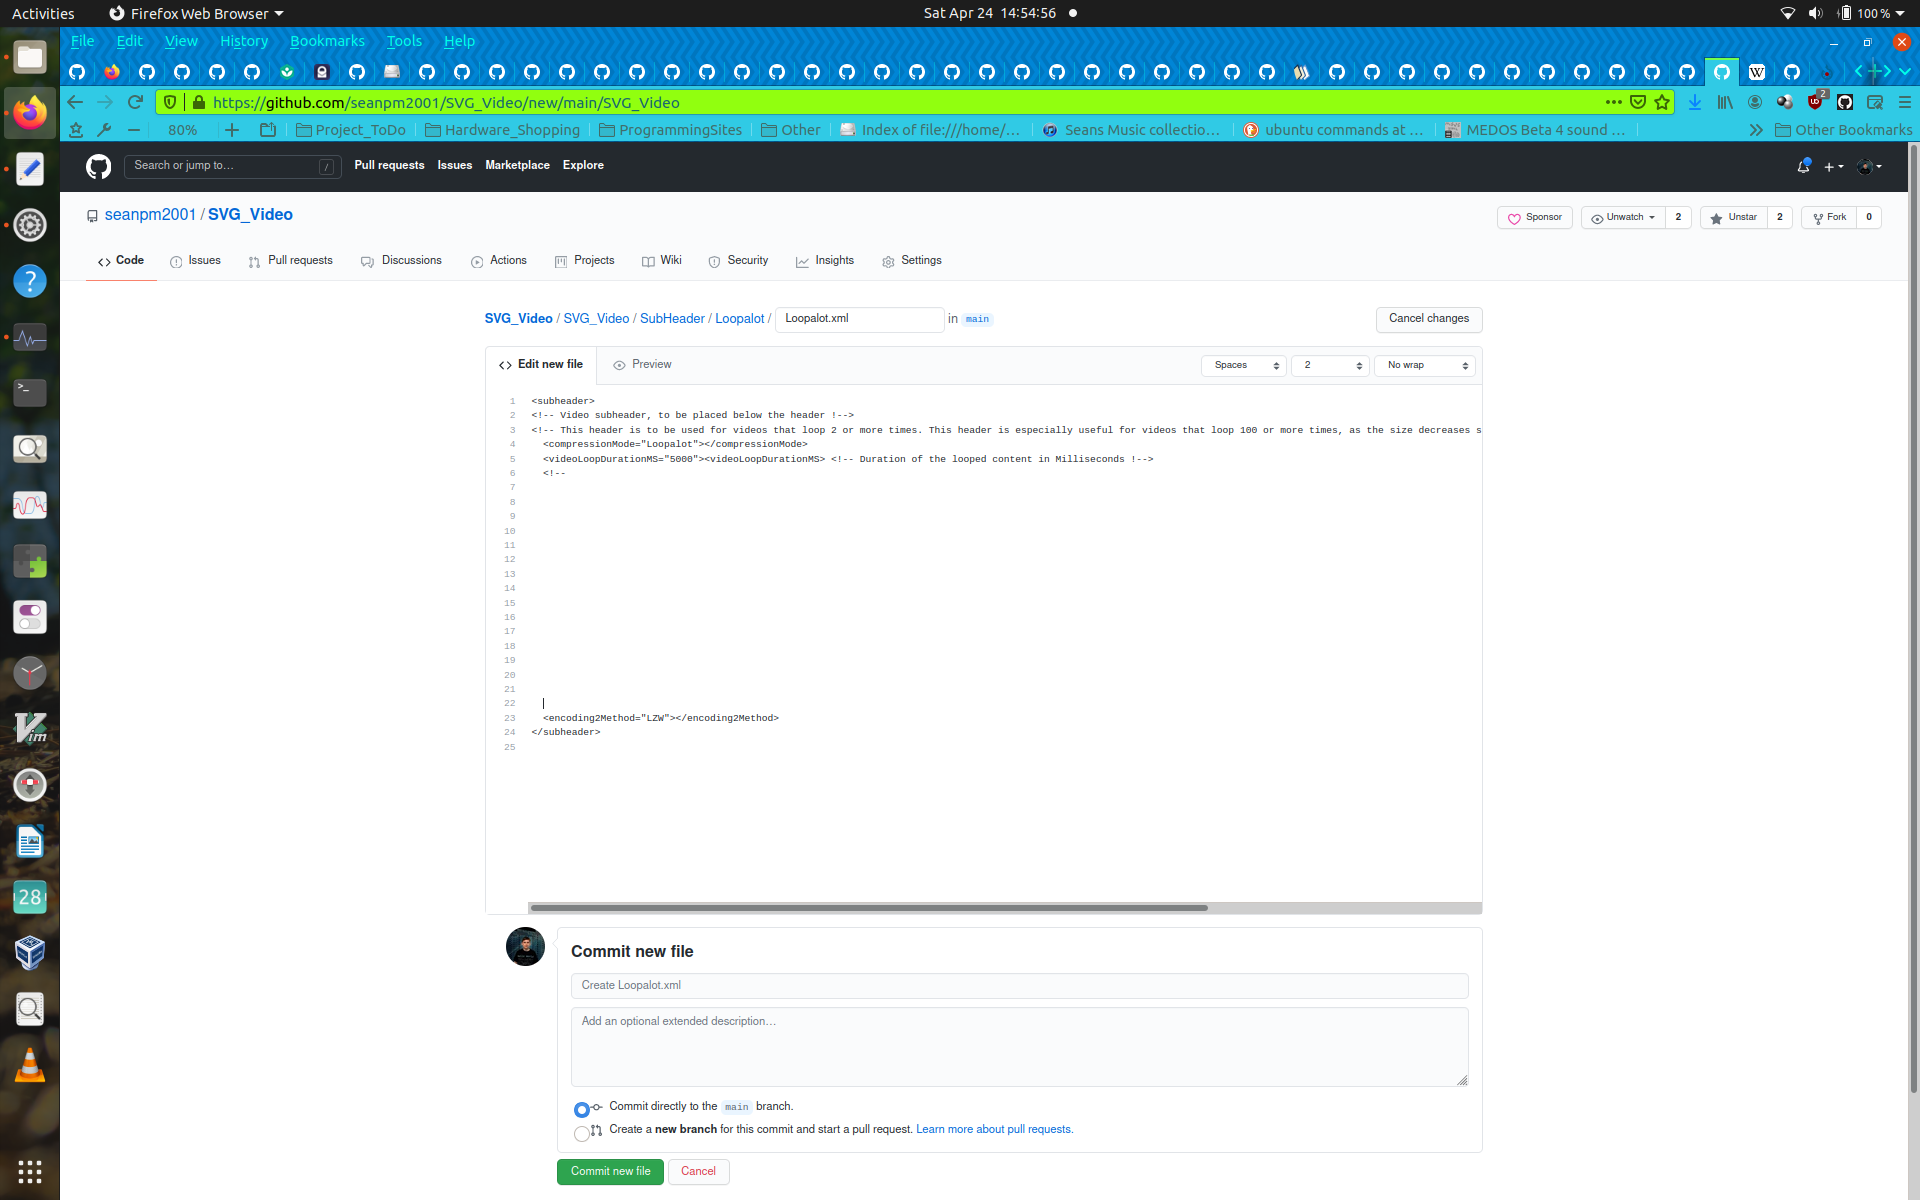 Activities Firefox Web Browser Sat Apr 24 14:54:56 100 %
File Edit View History Bookmarks Tools Help
https://github.com/seanpm2001/SVG_Video/new/main/SVG_Video 2
80% Project_ToDo Hardware_Shopping ProgrammingSites Other Index of file:///home/... Seans Music collectio... ubuntu commands at ... MEDOS Beta 4 sound ... Other Bookmarks
Search or jump to... / Pull requests Issues Marketplace Explore
seanpm2001 / SVG_Video Sponsor Unwatch 2 Unstar 2 Fork 0
Code Issues Pull requests Discussions Actions Projects Wiki Security Insights Settings
SVG_Video / SVG_Video / SubHeader / Loopalot / Loopalot.xml in main Cancel changes
Edit new file Preview Spaces 2 No wrap
1 <subheader>
2 <!-- Video subheader, to be placed below the header !-->
3 <!-- This header is to be used for videos that loop 2 or more times. This header is especially useful for videos that loop 100 or more times, as the size decreases s
4 <compressionMode="Loopalot"></compressionMode>
5 <videoLoopDurationMS="5000"><videoLoopDurationMS> <!-- Duration of the looped content in Milliseconds !-->
6 <!--
7
8
9
10
11
12
13
14
15
16
17
18
19
20
21
22
23 <encoding2Method="LZW"></encoding2Method>
24 </subheader>
25
28
Commit new file
Create Loopalot.xml
Add an optional extended description...
Commit directly to the main branch.
Create a new branch for this commit and start a pull request. Learn more about pull requests.
Commit new file Cancel